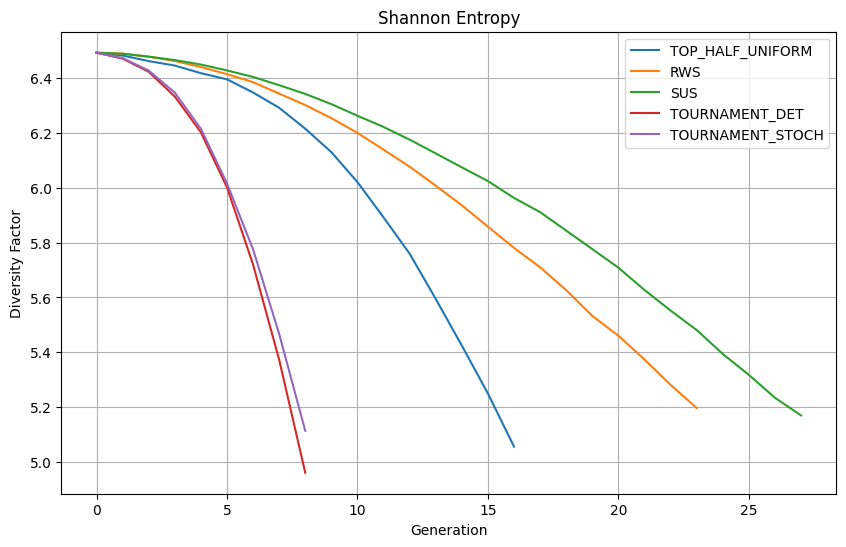 Shannon Entropy
TOP_HALF_UNIFORM
RWS
SUS
TOURNAMENT_DET
TOURNAMENT_STOCH
Diversity Factor
6.4
6.2
6.0
5.8
5.6
5.4
5.2
5.0
0
5
10
15
20
25
Generation